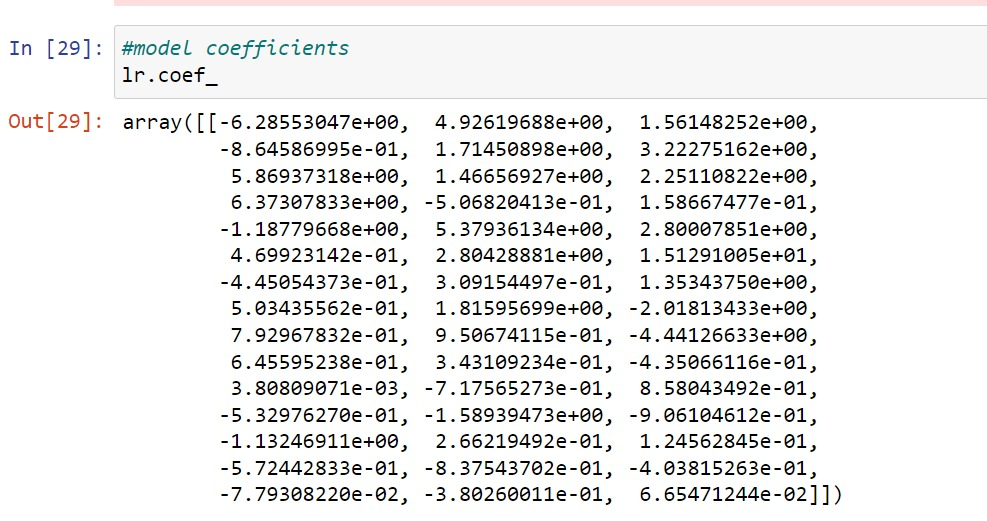 In [29]: #model coefficients
lr.coef_
Out[29]: array([[-6.28553047e+00, 4.92619688e+00, 1.56148252e+00,
-8.64586995e-01, 1.71450898e+00, 3.22275162e+00,
5.86937318e+00, 1.46656927e+00, 2.25110822e+00,
6.37307833e+00, -5.06820413e-01, 1.58667477e-01,
-1.18779668e+00, 5.37936134e+00, 2.80007851e+00,
4.69923142e-01, 2.80428881e+00, 1.51291005e+01,
-4.45054373e-01, 3.09154497e-01, 1.35343750e+00,
5.03435562e-01, 1.81595699e+00, -2.01813433e+00,
7.92967832e-01, 9.50674115e-01, -4.44126633e+00,
6.45595238e-01, 3.43109234e-01, -4.35066116e-01,
3.80809071e-03, -7.17565273e-01, 8.58043492e-01,
-5.32976270e-01, -1.58939473e+00, -9.06104612e-01,
-1.13246911e+00, 2.66219492e-01, 1.24562845e-01,
-5.72442833e-01, -8.37543702e-01, -4.03815263e-01,
-7.79308220e-02, -3.80260011e-01, 6.65471244e-02]])